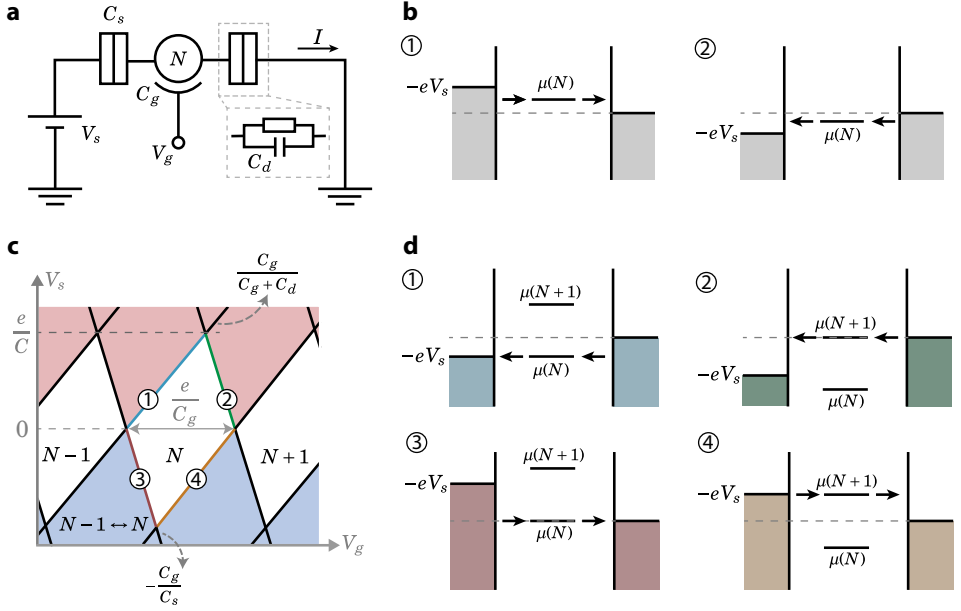 a
C_s
N
I
C_g
V_s
V_g
C_d
b
①
−eV_s
μ(N)
②
−eV_s
μ(N)
c
V_s
C_g
C_g + C_d
e
C
①
e
C_g
②
0
N − 1
N
N + 1
③
④
N − 1 ↔ N
V_g
− C_g
C_s
d
①
μ(N + 1)
−eV_s
μ(N)
②
μ(N + 1)
−eV_s
μ(N)
③
μ(N + 1)
−eV_s
μ(N)
④
μ(N + 1)
−eV_s
μ(N)